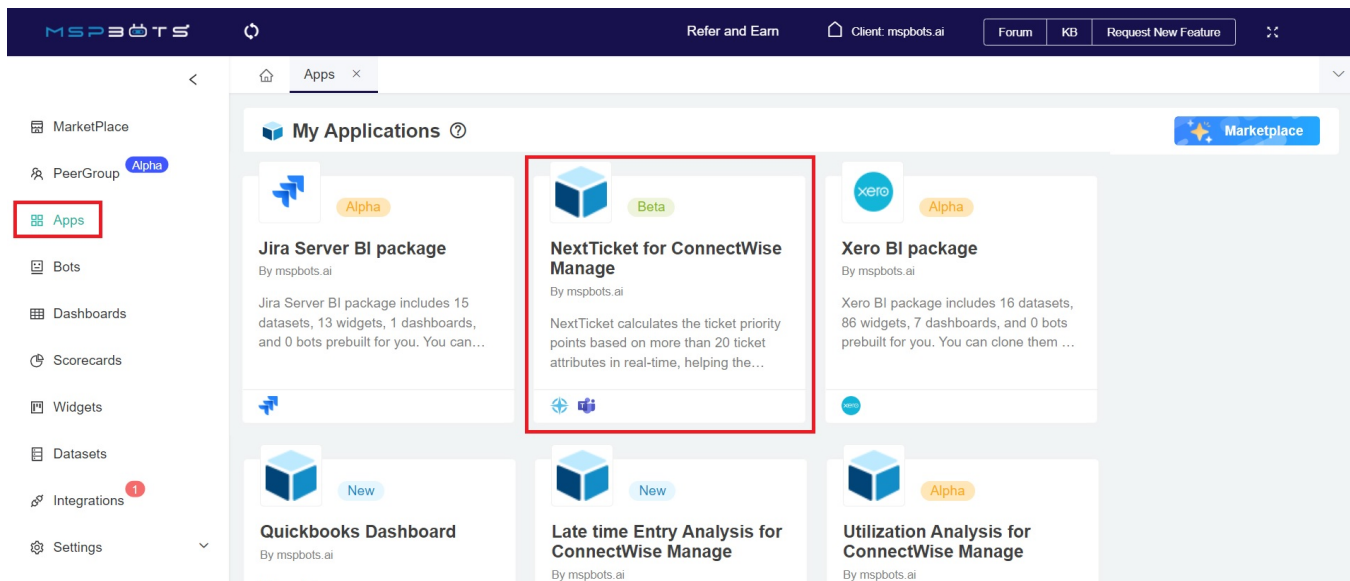 MSPBOTS
Refer and Earn
Client: mspbots.ai
Forum
KB
Request New Feature
Apps
MarketPlace
PeerGroup
Alpha
Apps
Bots
Dashboards
Scorecards
Widgets
Datasets
Integrations
1
Settings
My Applications
Marketplace
Alpha
Jira Server BI package
By mspbots.ai
Jira Server BI package includes 15
datasets, 13 widgets, 1 dashboards,
and 0 bots prebuilt for you. You can…
Beta
NextTicket for ConnectWise
Manage
By mspbots.ai
NextTicket calculates the ticket priority
points based on more than 20 ticket
attributes in real-time, helping the…
xero
Alpha
Xero BI package
By mspbots.ai
Xero BI package includes 16 datasets,
86 widgets, 7 dashboards, and 0 bots
prebuilt for you. You can clone them …
xero
New
Quickbooks Dashboard
By mspbots.ai
New
Late time Entry Analysis for
ConnectWise Manage
By mspbots.ai
Alpha
Utilization Analysis for
ConnectWise Manage
By mspbots.ai